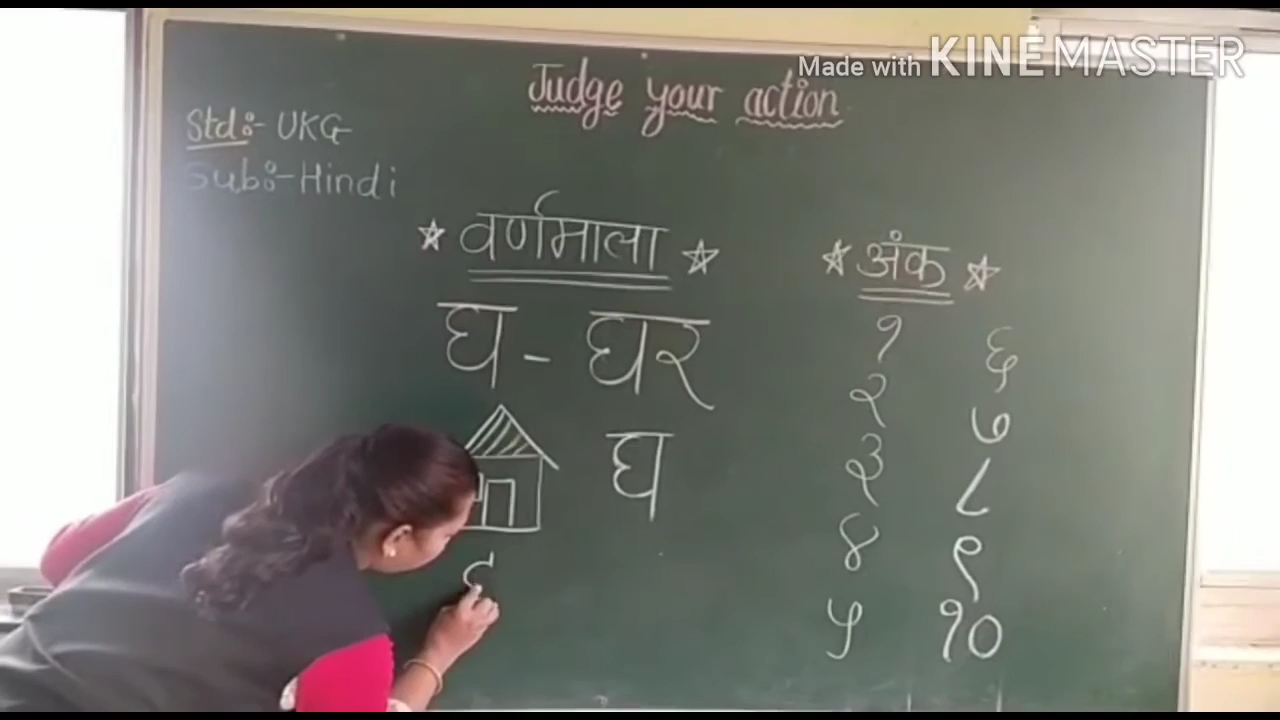 Made with KINEMASTER
Judge your action
Std:- UKG
Sub:- Hindi
वर्णमाला
घ - घर
घ
अंक
१ ६
२ ७
३ ८
४ ९
५ १०